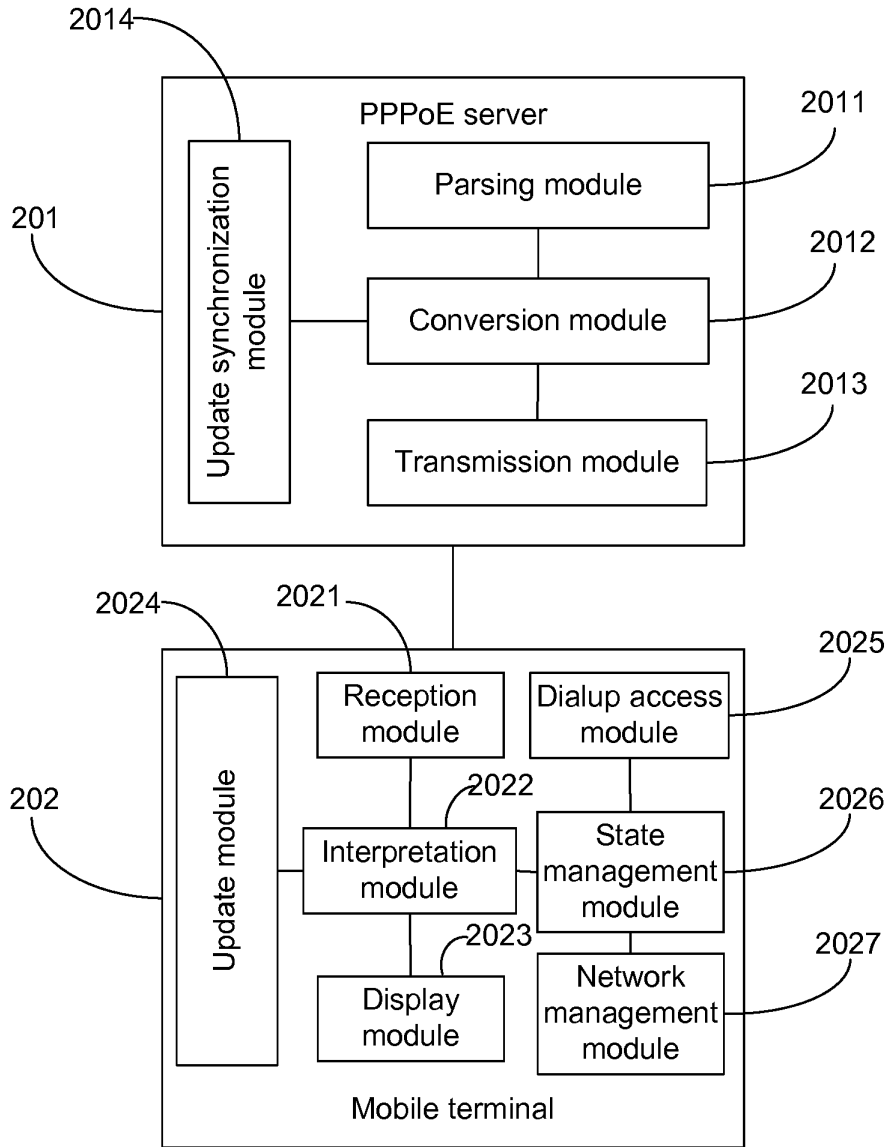 2014
PPPoE server
2011
Parsing module
201
Update synchronization
module
2012
Conversion module
2013
Transmission module
2024
2021
2025
Reception
module
Dialup access
module
202
Update module
2022
Interpretation
module
2026
State
management
module
2023
Display
module
2027
Network
management
module
Mobile terminal